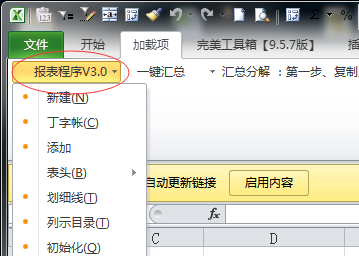 文件 开始 加载项 完美工具箱【9.5.7版】
报表程序V3.0 一键汇总 汇总分解 : 第一步、复制
新建(N)
丁字帐(C)
添加
表头(B)
自动更新链接 启用内容
划细线(T)
列示目录(T)
fx
初始化(Q)
C D